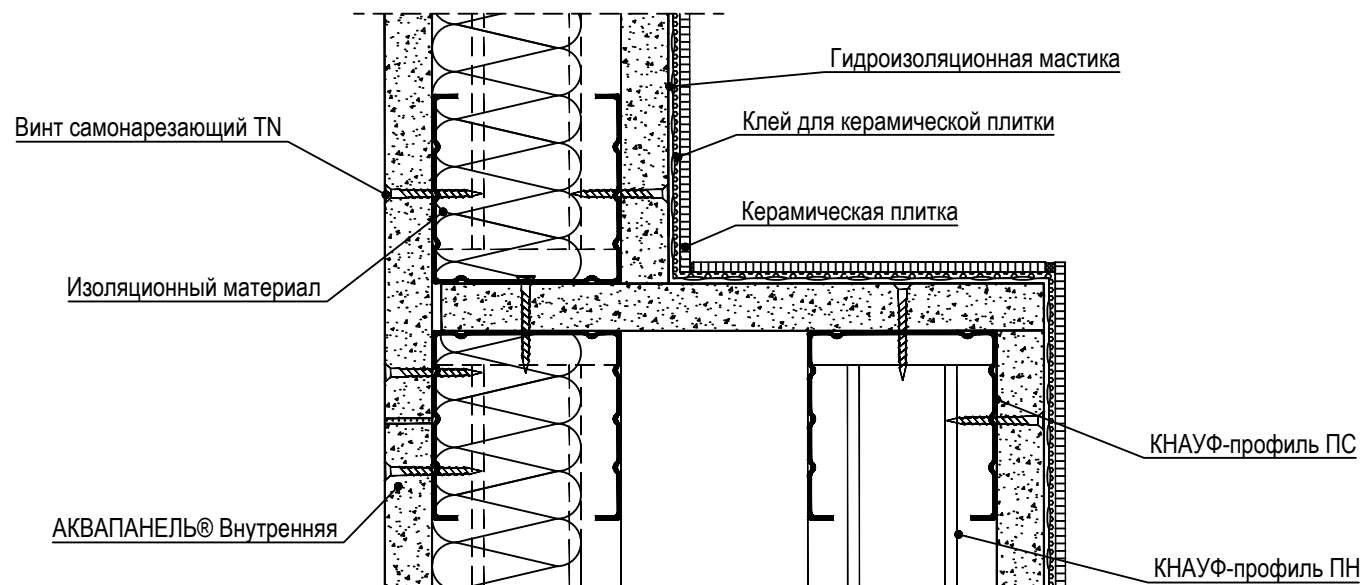 Гидроизоляционная мастика
Винт самонарезающий TN
Клей для керамической плитки
Керамическая плитка
Изоляционный материал
КНАУФ-профиль ПС
АКВАПАНЕЛЬ® Внутренняя
КНАУФ-профиль ПН